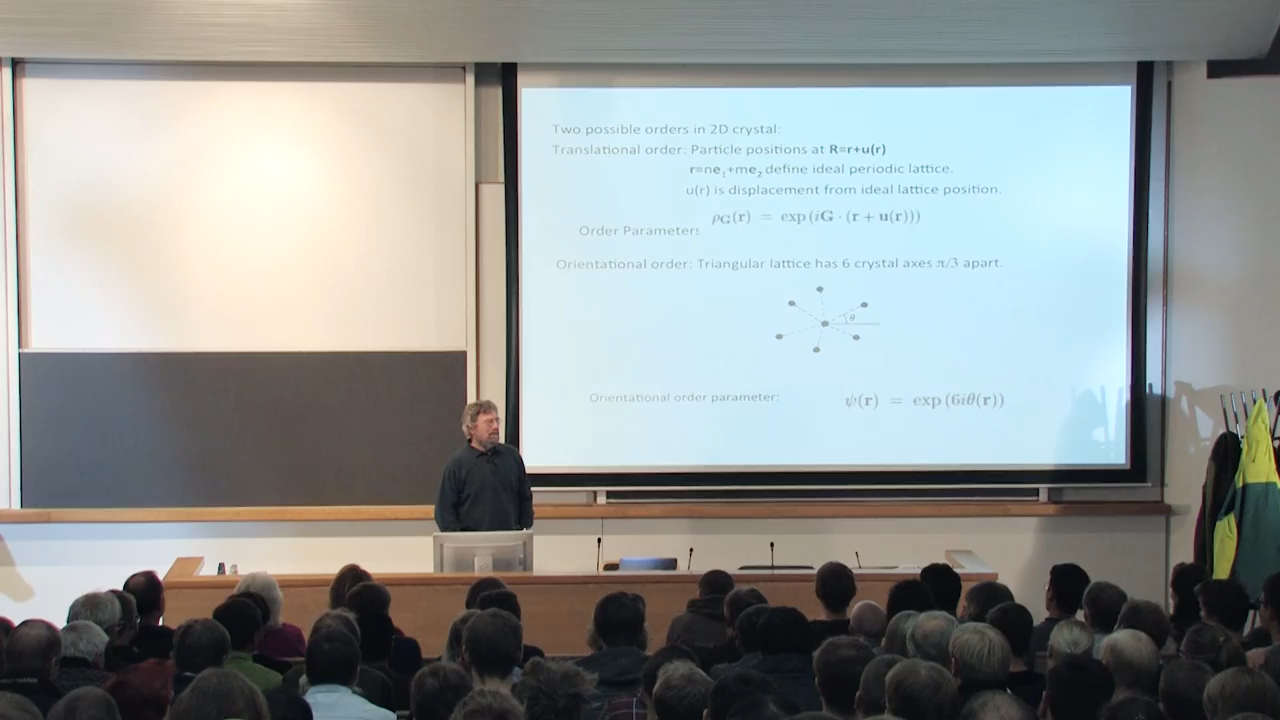 Two possible orders in 2D crystal:
Translational order: Particle positions at R=r+u(r)
r=ne₁+me₂ define ideal periodic lattice.
u(r) is displacement from ideal lattice position.
ρG(r) = exp(iG · (r + u(r)))
Order Parameters
Orientational order: Triangular lattice has 6 crystal axes π/3 apart.
θ
Orientational order parameter: ψ(r) = exp(6iθ(r))